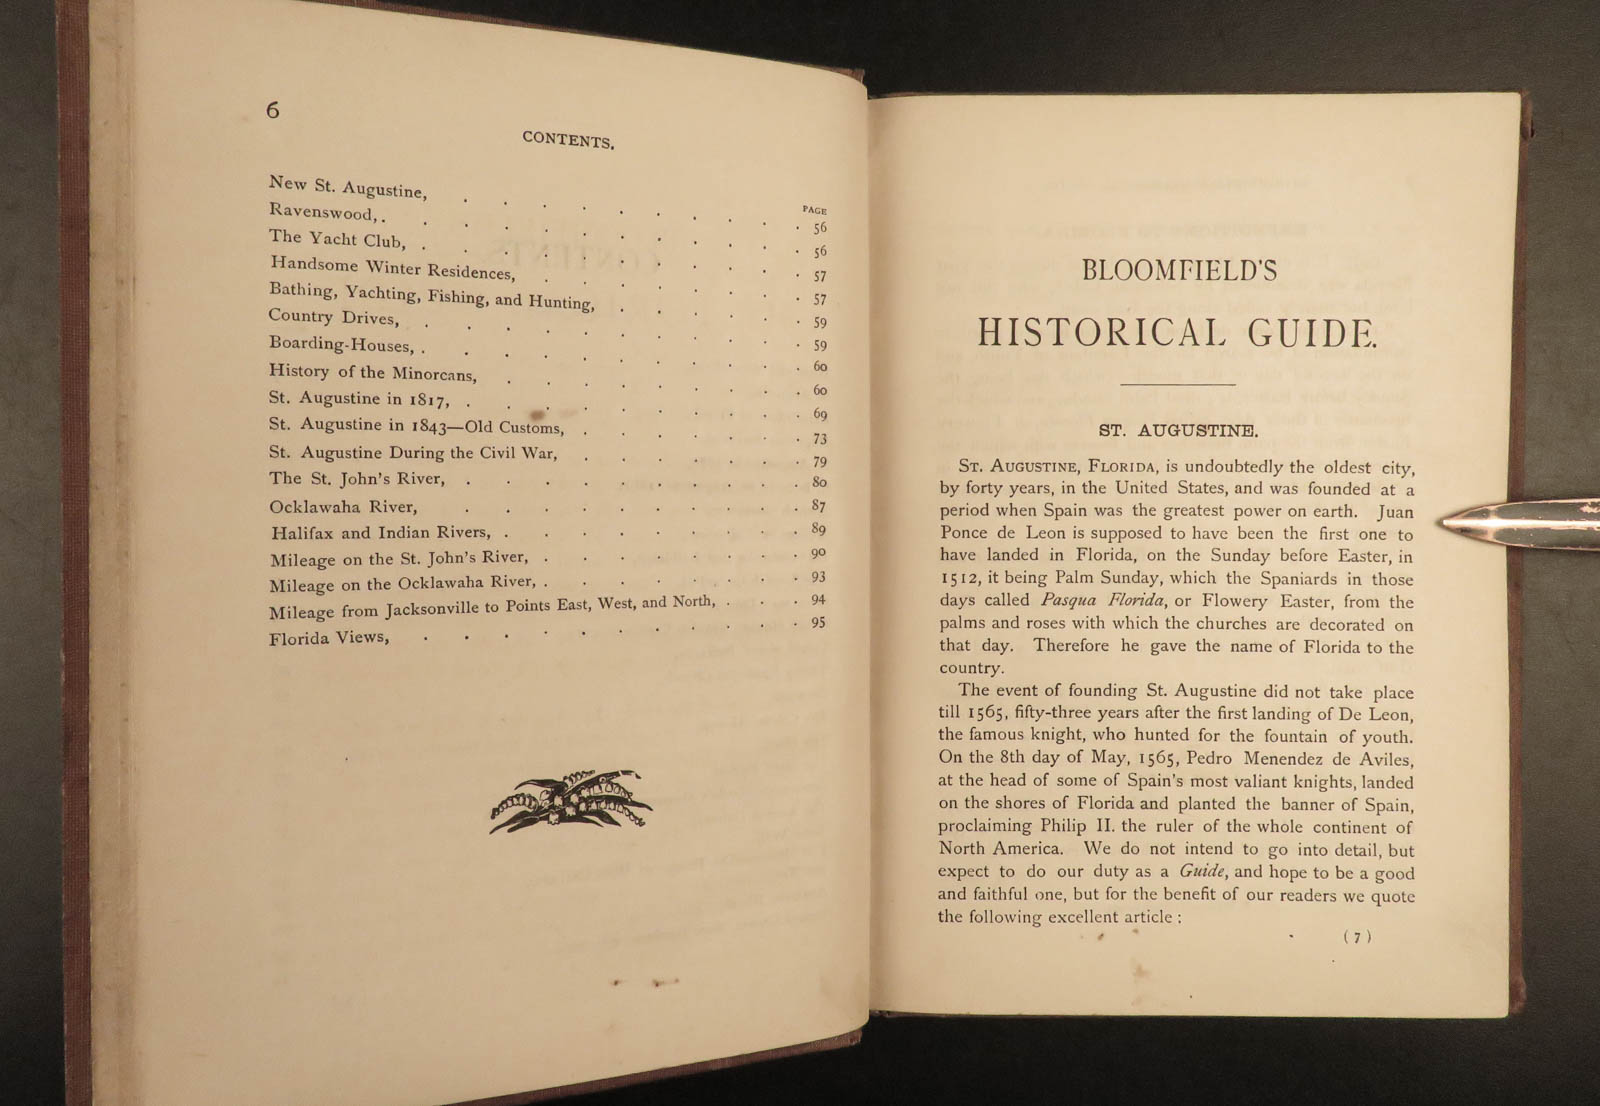 6
CONTENTS.
PAGE
New St. Augustine, . . . . . . . . . . 56
Ravenswood, . . . . . . . . . . . 56
The Yacht Club, . . . . . . . . . . . 57
Handsome Winter Residences, . . . . . . . 57
Bathing, Yachting, Fishing, and Hunting, . . . . . 59
Country Drives, . . . . . . . . . . 59
Boarding-Houses, . . . . . . . . . . 60
History of the Minorcans, . . . . . . . . 60
St. Augustine in 1817, . . . . . . . . . 69
St. Augustine in 1843—Old Customs, . . . . . . 73
St. Augustine During the Civil War, . . . . . . 79
The St. John's River, . . . . . . . . . 80
Ocklawaha River, . . . . . . . . . 87
Halifax and Indian Rivers, . . . . . . . . 89
Mileage on the St. John's River, . . . . . . . 90
Mileage on the Ocklawaha River, . . . . . . . 93
Mileage from Jacksonville to Points East, West, and North, . . . 94
Florida Views, . . . . . . . . . . 95
BLOOMFIELD'S
HISTORICAL GUIDE.
ST. AUGUSTINE.
ST. AUGUSTINE, FLORIDA, is undoubtedly the oldest city,
by forty years, in the United States, and was founded at a
period when Spain was the greatest power on earth. Juan
Ponce de Leon is supposed to have been the first one to
have landed in Florida, on the Sunday before Easter, in
1512, it being Palm Sunday, which the Spaniards in those
days called Pasqua Florida, or Flowery Easter, from the
palms and roses with which the churches are decorated on
that day. Therefore he gave the name of Florida to the
country.
The event of founding St. Augustine did not take place
till 1565, fifty-three years after the first landing of De Leon,
the famous knight, who hunted for the fountain of youth.
On the 8th day of May, 1565, Pedro Menendez de Aviles,
at the head of some of Spain's most valiant knights, landed
on the shores of Florida and planted the banner of Spain,
proclaiming Philip II. the ruler of the whole continent of
North America. We do not intend to go into detail, but
expect to do our duty as a Guide, and hope to be a good
and faithful one, but for the benefit of our readers we quote
the following excellent article :
( 7 )